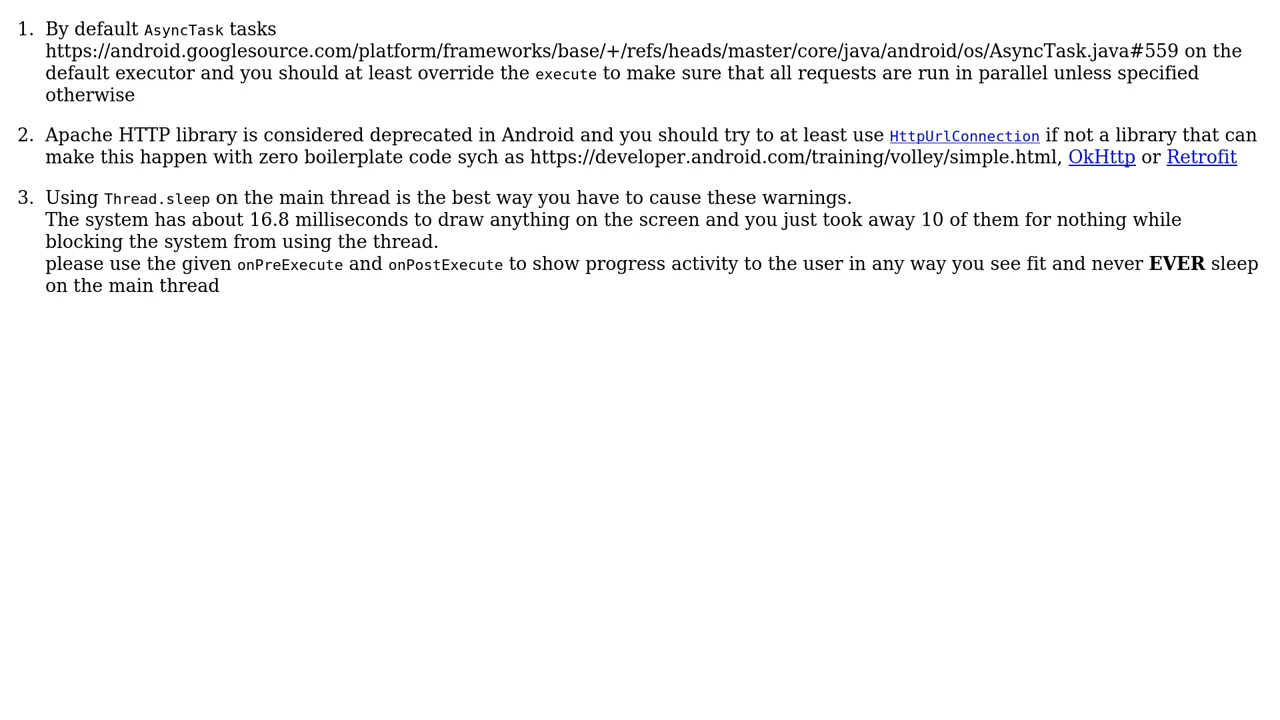 1. By default AsyncTask tasks
https://android.googlesource.com/platform/frameworks/base/+/refs/heads/master/core/java/android/os/AsyncTask.java#559 on the
default executor and you should at least override the execute to make sure that all requests are run in parallel unless specified
otherwise
2. Apache HTTP library is considered deprecated in Android and you should try to at least use HttpUrlConnection if not a library that can
make this happen with zero boilerplate code sych as https://developer.android.com/training/volley/simple.html, OkHttp or Retrofit
3. Using Thread.sleep on the main thread is the best way you have to cause these warnings.
The system has about 16.8 milliseconds to draw anything on the screen and you just took away 10 of them for nothing while
blocking the system from using the thread.
please use the given onPreExecute and onPostExecute to show progress activity to the user in any way you see fit and never EVER sleep
on the main thread